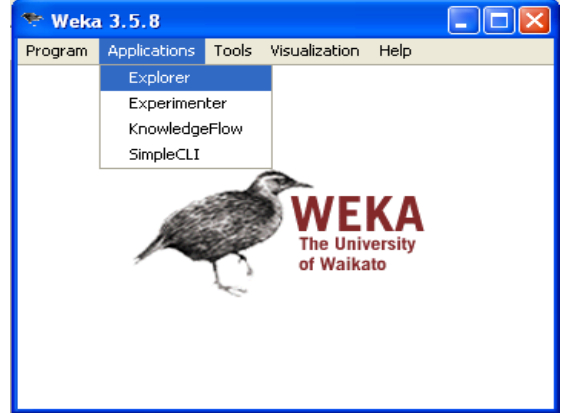 Weka 3.5.8
Program Applications Tools Visualization Help
Explorer
Experimenter
KnowledgeFlow
SimpleCLI
WEKA
The University
of Waikato